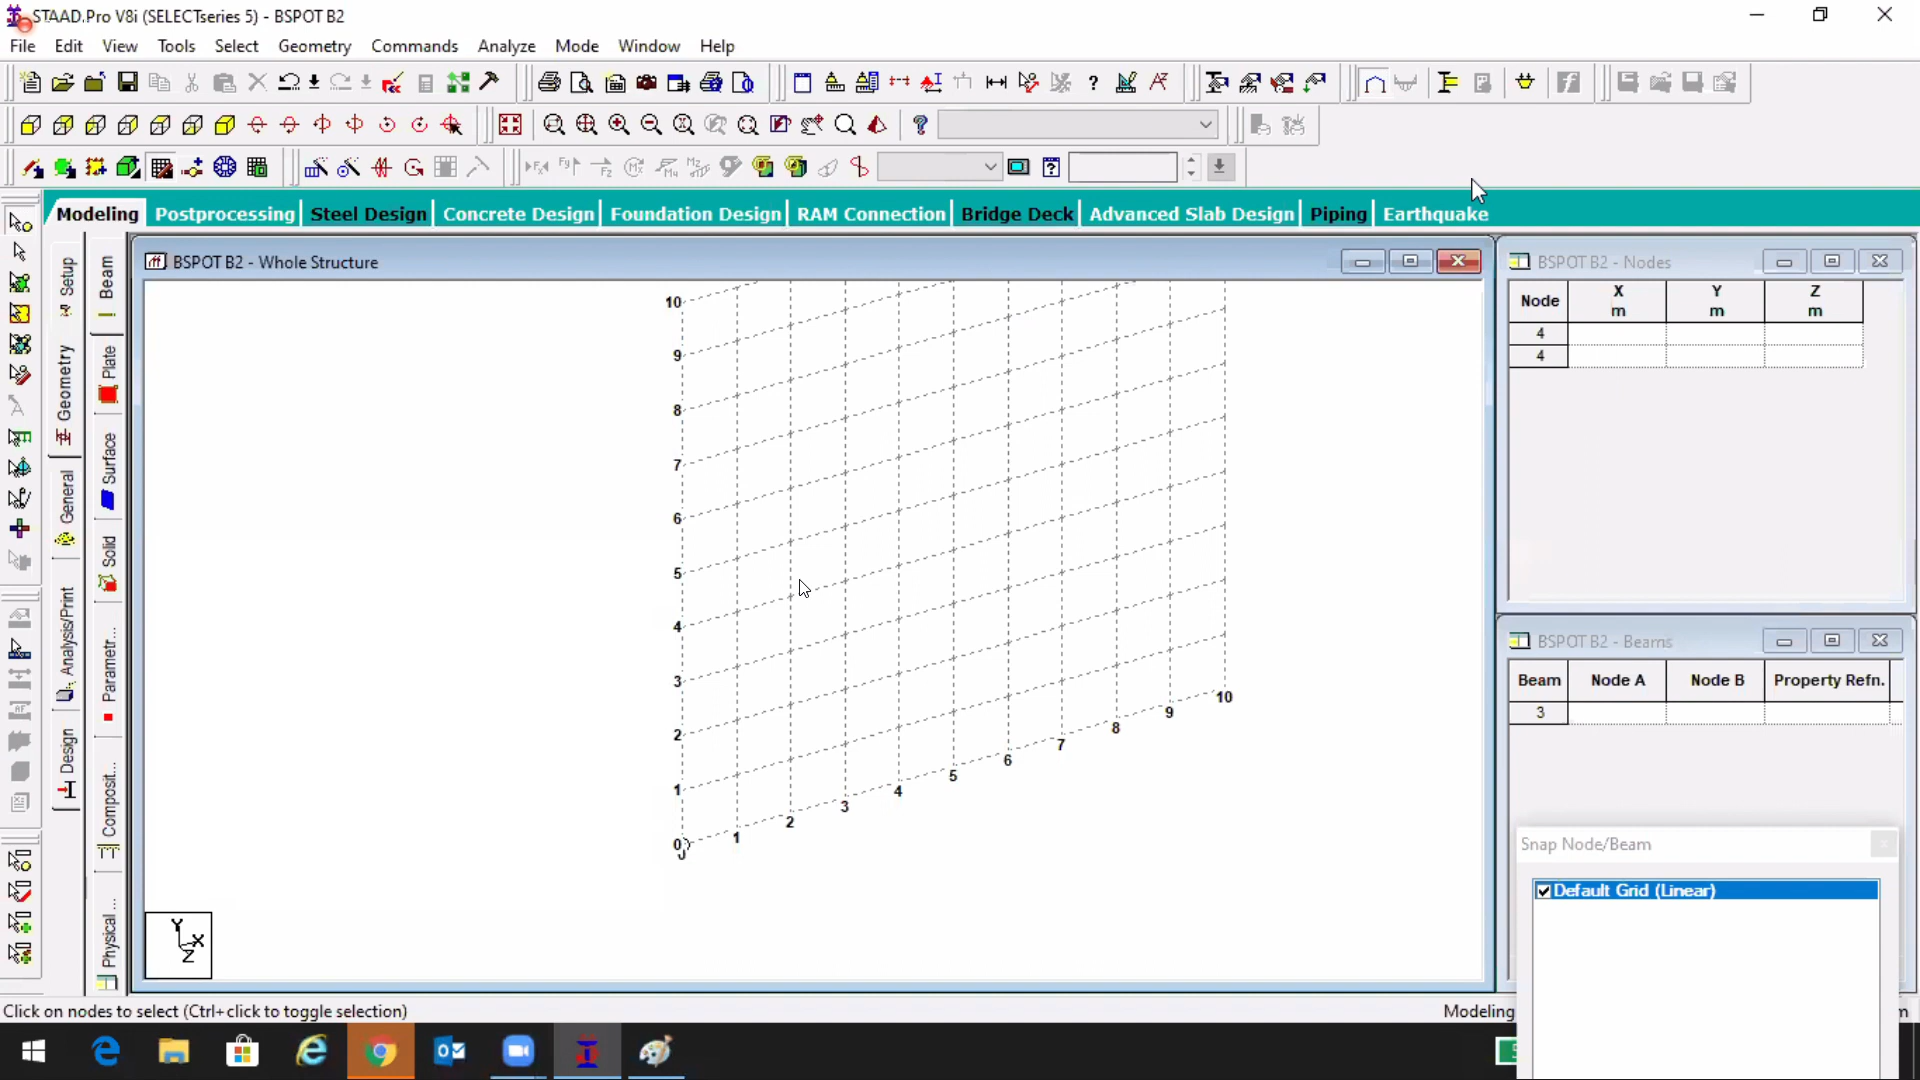 STAAD.Pro V8i (SELECTseries 5) - BSPOT B2
File Edit View Tools Select Geometry Commands Analyze Mode Window Help
Modeling Postprocessing Steel Design Concrete Design Foundation Design RAM Connection Bridge Deck Advanced Slab Design Piping Earthquake
Setup
Geometry
General
Analysis/Print
Design
Beam
Plate
Surface
Solid
Parametr...
Composit...
Physical ...
BSPOT B2 - Whole Structure
10
9
8
7
6
5
4
3
2
1
0
1
2
3
4
5
6
7
8
9
10
Y
X
Z
BSPOT B2 - Nodes
Node X Y Z
m m m
4
4
BSPOT B2 - Beams
Beam Node A Node B Property Refn.
3
Snap Node/Beam
Default Grid (Linear)
Click on nodes to select (Ctrl+click to toggle selection)
Modeling